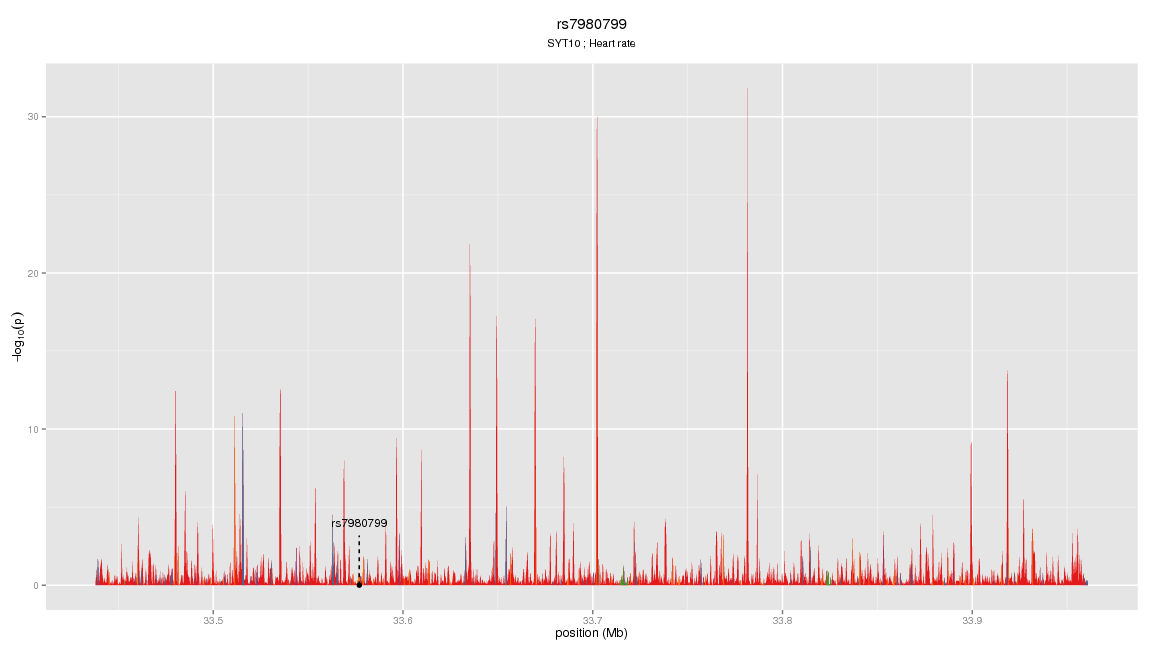 rs7980799
SYT10 ; Heart rate
30
20
10
0
−log10(p)
rs7980799
33.5
33.6
33.7
33.8
33.9
position (Mb)